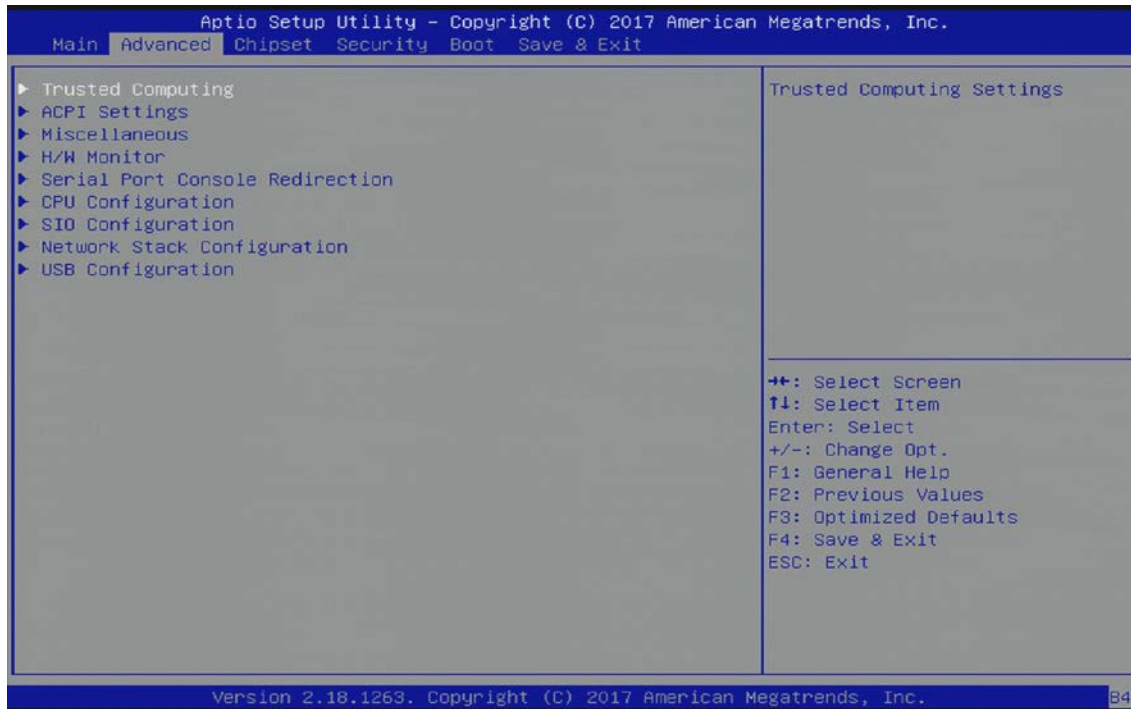 Aptio Setup Utility – Copyright (C) 2017 American Megatrends, Inc.
Main Advanced Chipset Security Boot Save & Exit
▶ Trusted Computing
▶ ACPI Settings
▶ Miscellaneous
▶ H/W Monitor
▶ Serial Port Console Redirection
▶ CPU Configuration
▶ SIO Configuration
▶ Network Stack Configuration
▶ USB Configuration
Trusted Computing Settings
→←: Select Screen
↑↓: Select Item
Enter: Select
+/-: Change Opt.
F1: General Help
F2: Previous Values
F3: Optimized Defaults
F4: Save & Exit
ESC: Exit
Version 2.18.1263. Copyright (C) 2017 American Megatrends, Inc.
B4